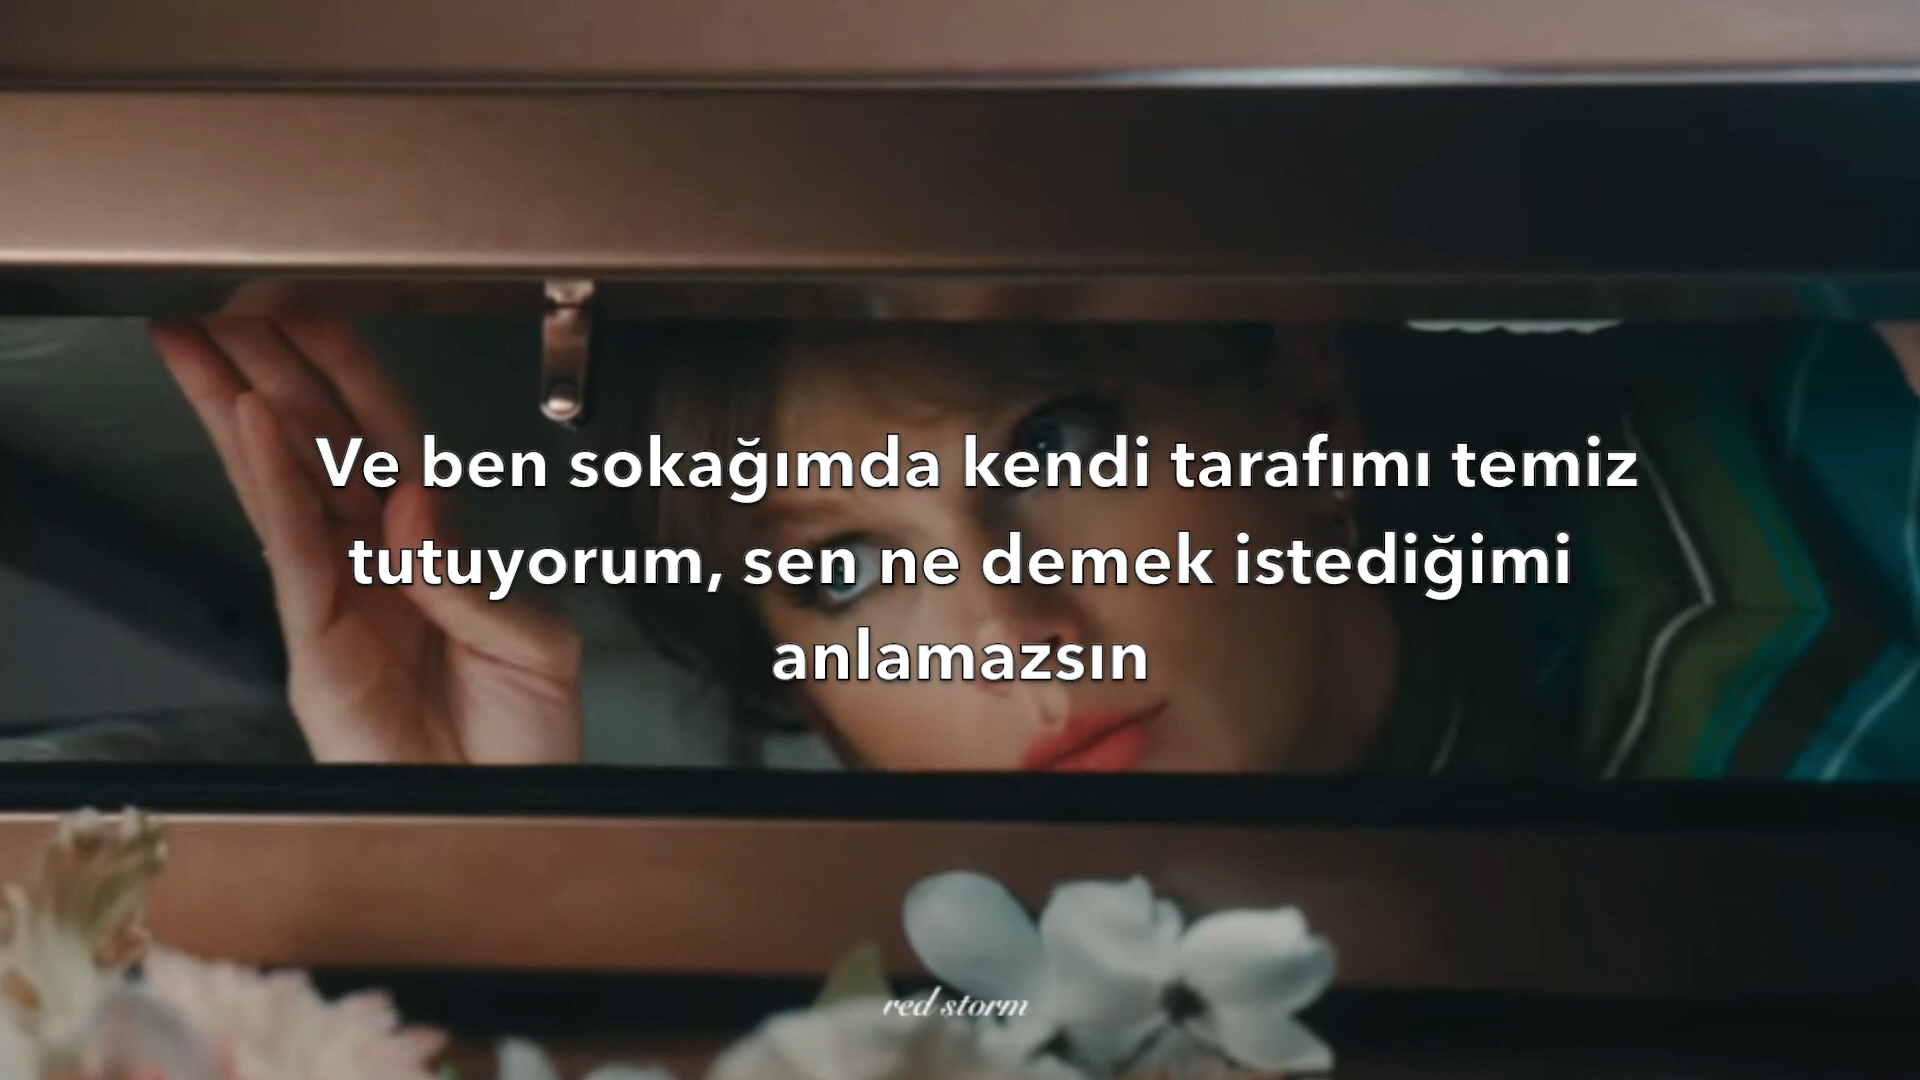 Ve ben sokağımda kendi tarafımı temiz
tutuyorum, sen ne demek istediğimi
anlamazsın
red storm